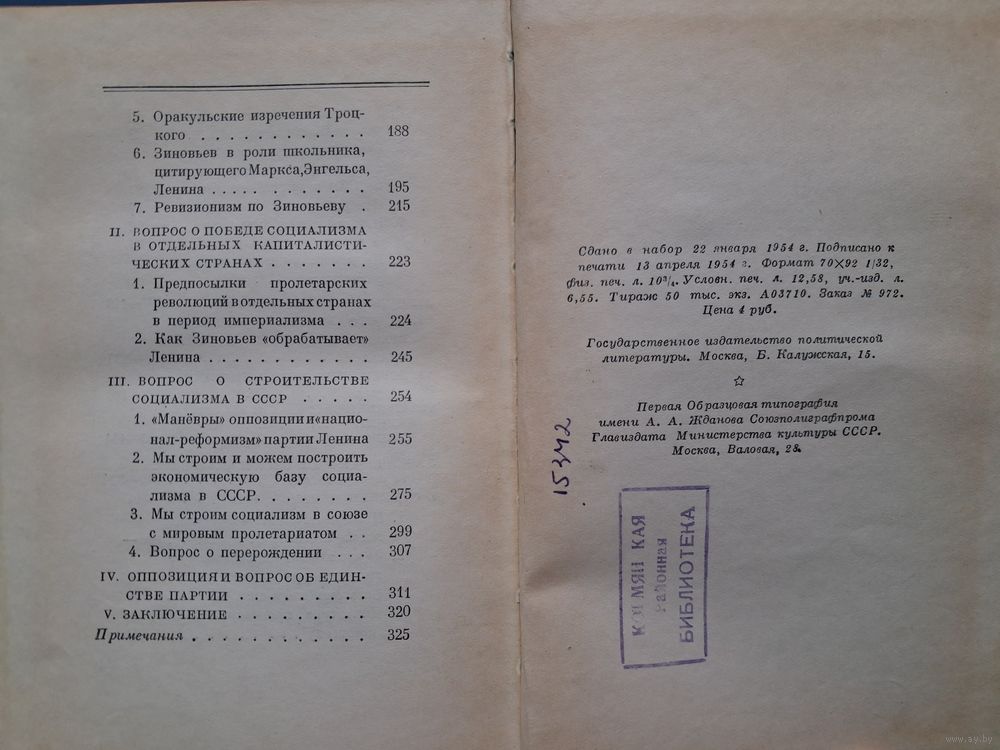 5. Оракульские изречения Троц-
кого . . . . . . . . . . . . 188
6. Зиновьев в роли школьника,
цитирующего Маркса,Энгельса,
Ленина . . . . . . . . . . . . 195
7. Ревизионизм по Зиновьеву . 215
II. ВОПРОС О ПОБЕДЕ СОЦИАЛИЗМА
В ОТДЕЛЬНЫХ КАПИТАЛИСТИ-
ЧЕСКИХ СТРАНАХ . . . . . . . 223
1. Предпосылки пролетарских
революций в отдельных странах
в период империализма . . . 224
2. Как Зиновьев «обрабатывает»
Ленина . . . . . . . . . . . . 245
III. ВОПРОС О СТРОИТЕЛЬСТВЕ
СОЦИАЛИЗМА В СССР . . . . . 254
1. «Манёвры» оппозиции и «нацио-
нал-реформизм» партии Ленина 255
2. Мы строим и можем построить
экономическую базу социа-
лизма в СССР. . . . . . . . 275
3. Мы строим социализм в союзе
с мировым пролетариатом . . 299
4. Вопрос о перерождении . . . 307
IV. ОППОЗИЦИЯ И ВОПРОС ОБ ЕДИН-
СТВЕ ПАРТИИ . . . . . . . . . 311
V. ЗАКЛЮЧЕНИЕ . . . . . . . . . 320
Примечания . . . . . . . . . . . . 325
Сдано в набор 22 января 1954 г. Подписано к
печати 13 апреля 1954 г. Формат 70×92 1/32,
физ. печ. л. 10¾. Условн. печ. л. 12,58, уч.-изд. л.
6,55. Тираж 50 тыс. экз. А03710. Заказ № 972.
Цена 4 руб.
Государственное издательство политической
литературы. Москва, Б. Калужская, 15.
Первая Образцовая типография
имени А. А. Жданова Союзполиграфпрома
Главиздата Министерства культуры СССР.
Москва, Валовая, 28.
15342
КАЯ
районная
БИБЛИОТЕКА
www.ay.by